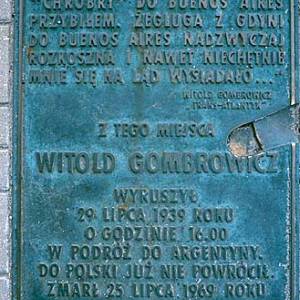 "CHROBRY" DO BUENOS AIRES
PRZYBIŁEM. ŻEGLUGA Z GDYNI
DO BUENOS AIRES NADZWYCZAJ
ROZKOSZNA I NAWET NIECHĘTNIE
MNIE SIĘ NA LĄD WYSIADAŁO..."
WITOLD GOMBROWICZ
"TRANS-ATLANTYK"
Z TEGO MIEJSCA
WITOLD GOMBROWICZ
WYRUSZYŁ
29 LIPCA 1939 ROKU
O GODZINIE 16.00
W PODRÓŻ DO ARGENTYNY.
DO POLSKI JUŻ NIE POWRÓCIŁ.
ZMARŁ 25 LIPCA 1969 ROKU